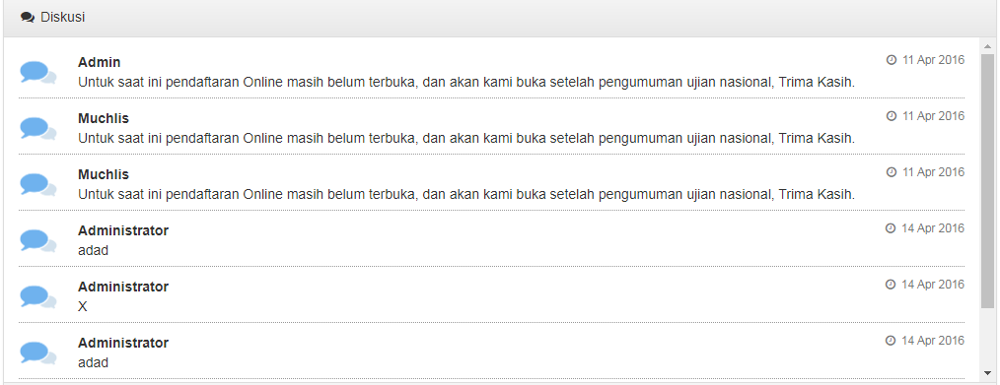 Diskusi
Admin
11 Apr 2016
Untuk saat ini pendaftaran Online masih belum terbuka, dan akan kami buka setelah pengumuman ujian nasional, Trima Kasih.
Muchlis
11 Apr 2016
Untuk saat ini pendaftaran Online masih belum terbuka, dan akan kami buka setelah pengumuman ujian nasional, Trima Kasih.
Muchlis
11 Apr 2016
Untuk saat ini pendaftaran Online masih belum terbuka, dan akan kami buka setelah pengumuman ujian nasional, Trima Kasih.
Administrator
14 Apr 2016
adad
Administrator
14 Apr 2016
X
Administrator
14 Apr 2016
adad